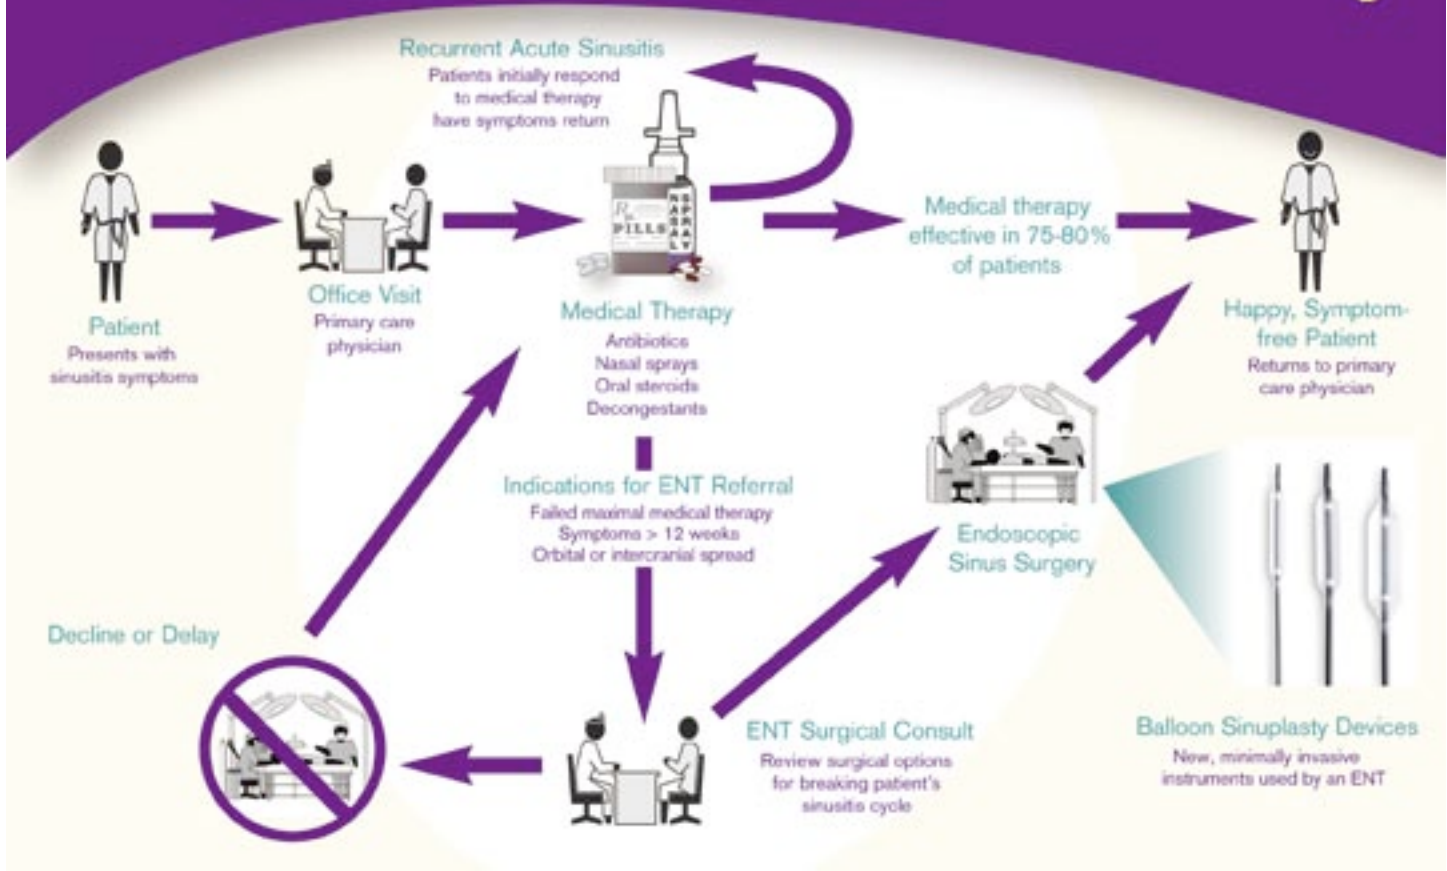 Recurrent Acute Sinusitis
Patients initially respond
to medical therapy
have symptoms return
Patient
Presents with
sinusitis symptoms
Office Visit
Primary care
physician
Rx
PILLS
NASAL
SPRAY
Medical Therapy
Antibiotics
Nasal sprays
Oral steroids
Decongestants
Medical therapy
effective in 75-80%
of patients
Happy, Symptom-
free Patient
Returns to primary
care physician
Indications for ENT Referral
Failed maximal medical therapy
Symptoms > 12 weeks
Orbital or intercranial spread
Endoscopic
Sinus Surgery
Decline or Delay
ENT Surgical Consult
Review surgical options
for breaking patient's
sinusitis cycle
Balloon Sinuplasty Devices
New, minimally invasive
instruments used by an ENT